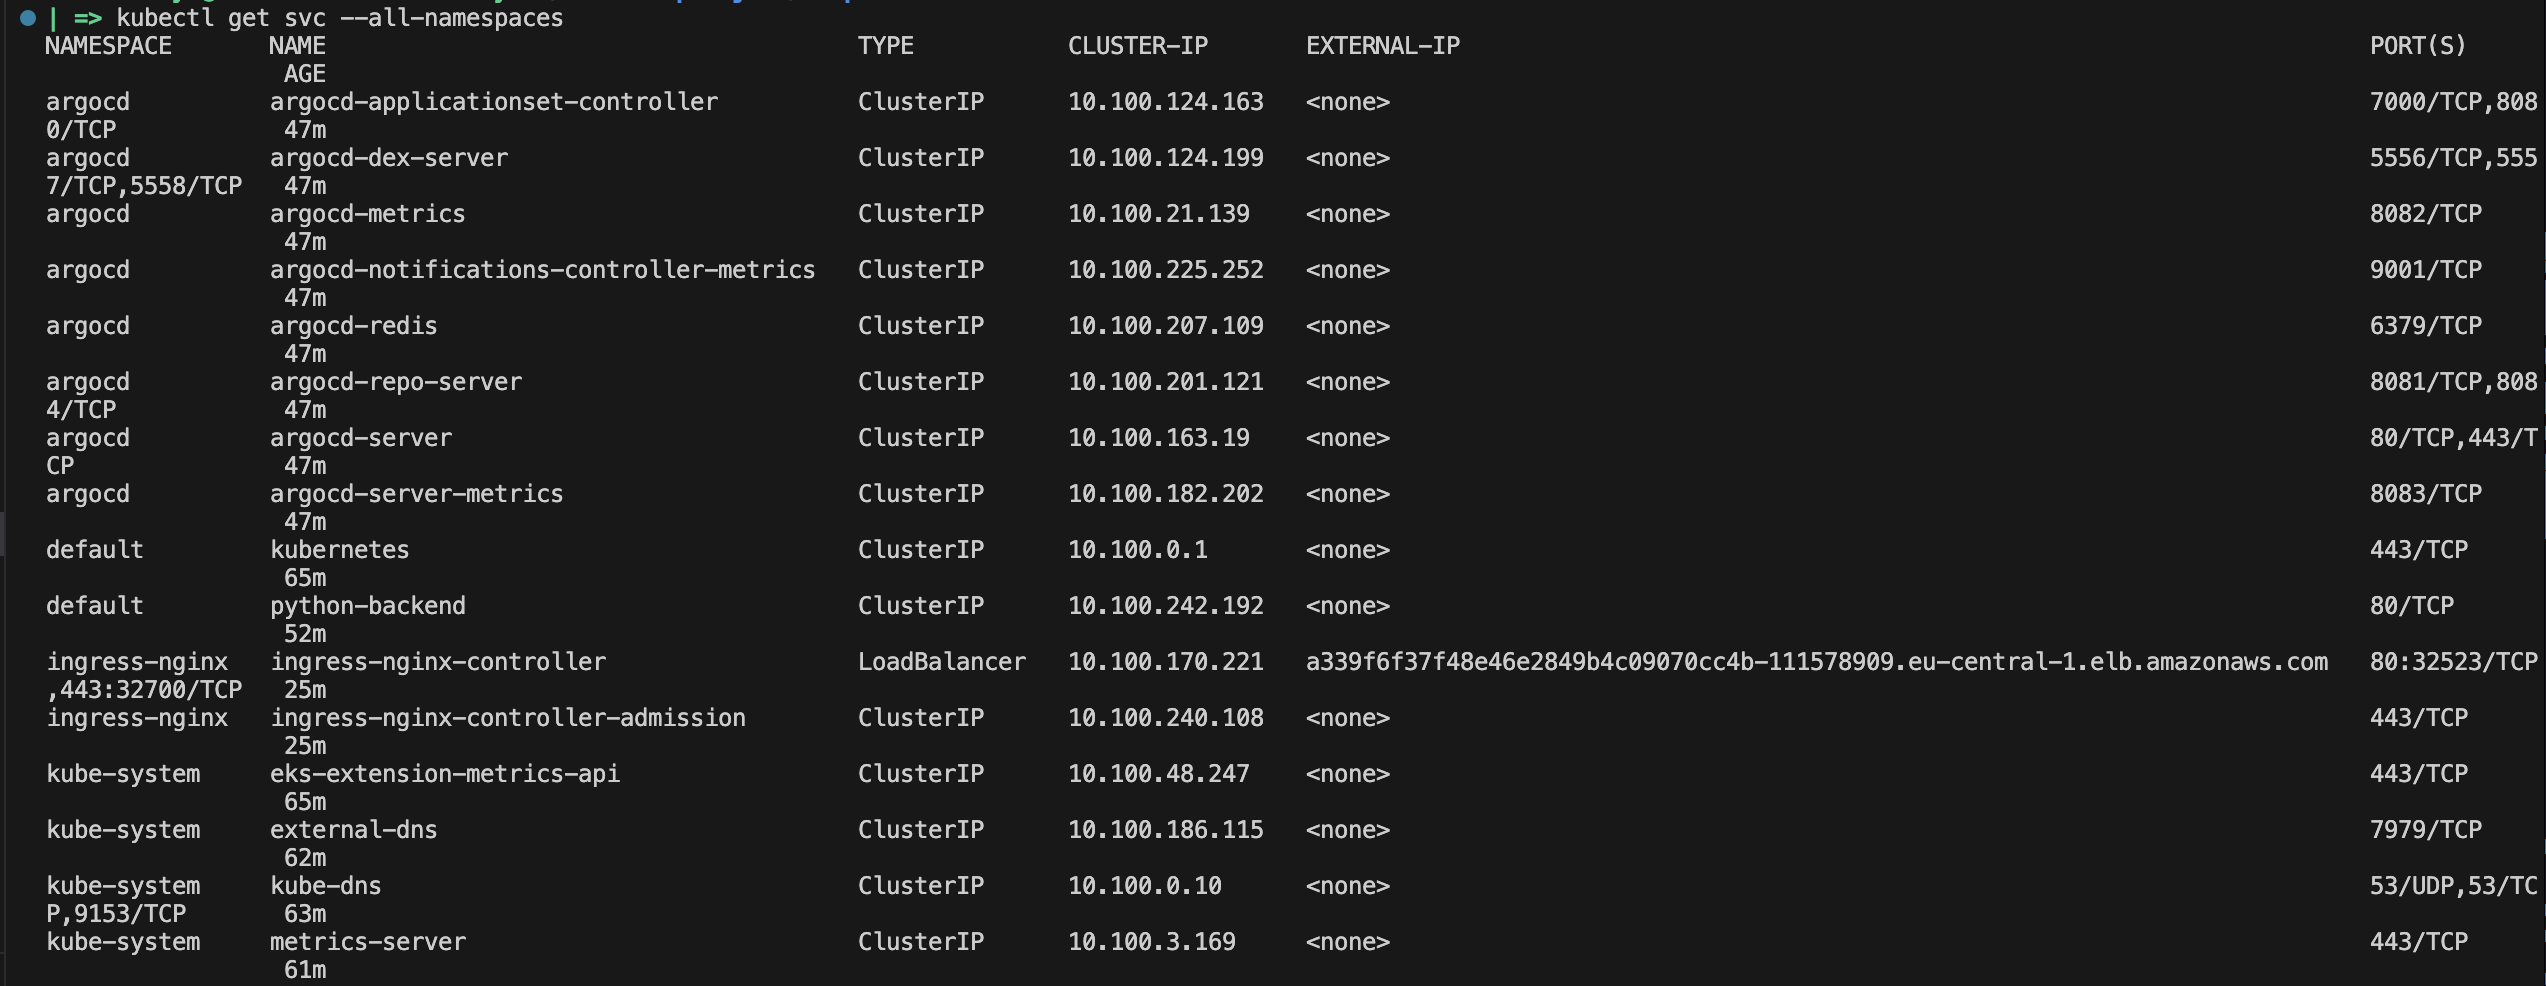 | => kubectl get svc --all-namespaces
NAMESPACE NAME TYPE CLUSTER-IP EXTERNAL-IP PORT(S)
AGE
argocd argocd-applicationset-controller ClusterIP 10.100.124.163 <none> 7000/TCP,808
0/TCP 47m
argocd argocd-dex-server ClusterIP 10.100.124.199 <none> 5556/TCP,555
7/TCP,5558/TCP 47m
argocd argocd-metrics ClusterIP 10.100.21.139 <none> 8082/TCP
47m
argocd argocd-notifications-controller-metrics ClusterIP 10.100.225.252 <none> 9001/TCP
47m
argocd argocd-redis ClusterIP 10.100.207.109 <none> 6379/TCP
47m
argocd argocd-repo-server ClusterIP 10.100.201.121 <none> 8081/TCP,808
4/TCP 47m
argocd argocd-server ClusterIP 10.100.163.19 <none> 80/TCP,443/T
CP 47m
argocd argocd-server-metrics ClusterIP 10.100.182.202 <none> 8083/TCP
47m
default kubernetes ClusterIP 10.100.0.1 <none> 443/TCP
65m
default python-backend ClusterIP 10.100.242.192 <none> 80/TCP
52m
ingress-nginx ingress-nginx-controller LoadBalancer 10.100.170.221 a339f6f37f48e46e2849b4c09070cc4b-111578909.eu-central-1.elb.amazonaws.com 80:32523/TCP
,443:32700/TCP 25m
ingress-nginx ingress-nginx-controller-admission ClusterIP 10.100.240.108 <none> 443/TCP
25m
kube-system eks-extension-metrics-api ClusterIP 10.100.48.247 <none> 443/TCP
65m
kube-system external-dns ClusterIP 10.100.186.115 <none> 7979/TCP
62m
kube-system kube-dns ClusterIP 10.100.0.10 <none> 53/UDP,53/TC
P,9153/TCP 63m
kube-system metrics-server ClusterIP 10.100.3.169 <none> 443/TCP
61m